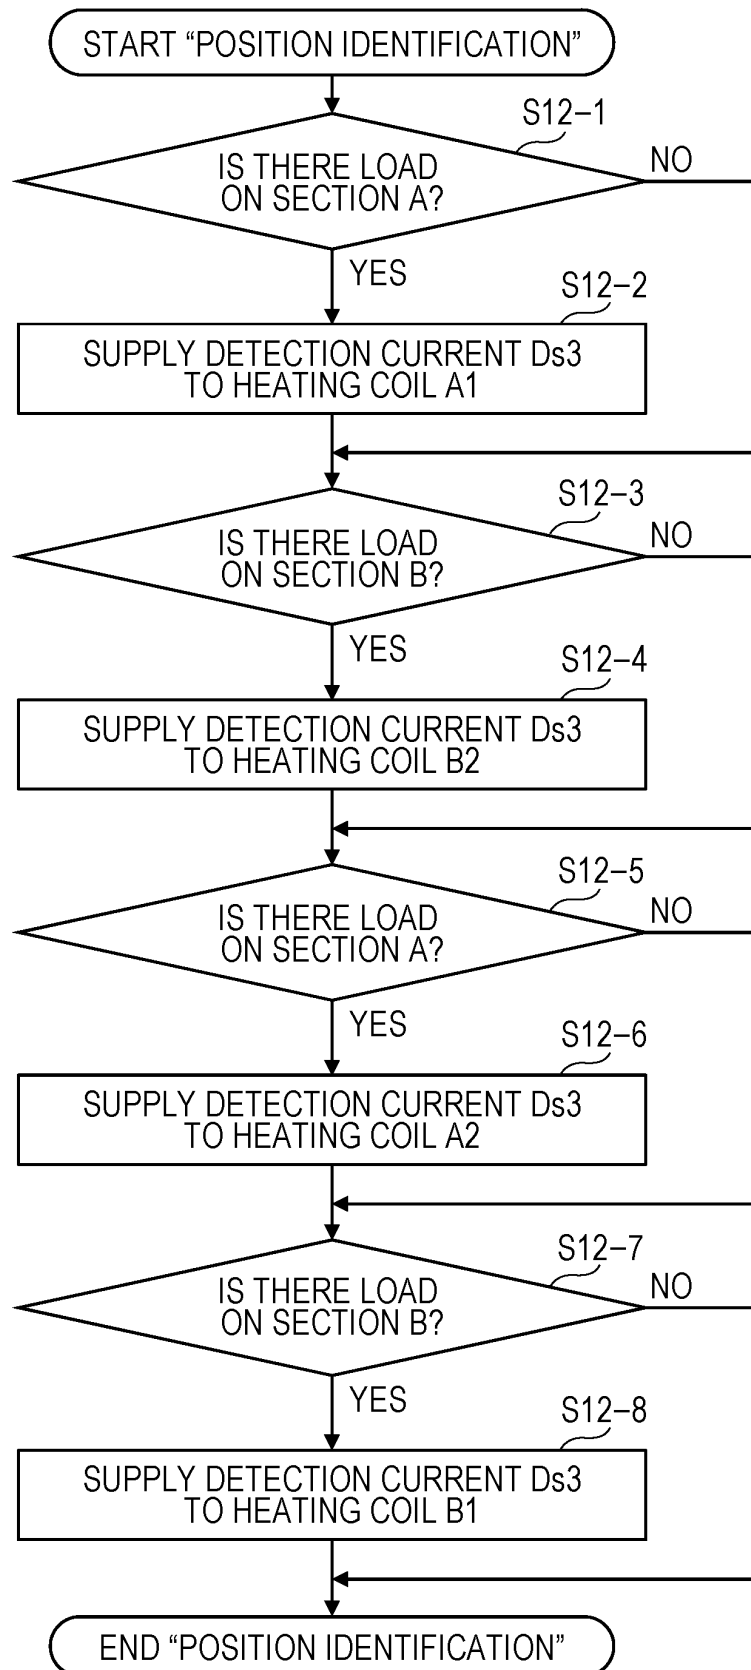 START “POSITION IDENTIFICATION”
S12–1
IS THERE LOAD
ON SECTION A?
NO
YES
S12–2
SUPPLY DETECTION CURRENT Ds3
TO HEATING COIL A1
S12–3
IS THERE LOAD
ON SECTION B?
NO
YES
S12–4
SUPPLY DETECTION CURRENT Ds3
TO HEATING COIL B2
S12–5
IS THERE LOAD
ON SECTION A?
NO
YES
S12–6
SUPPLY DETECTION CURRENT Ds3
TO HEATING COIL A2
S12–7
IS THERE LOAD
ON SECTION B?
NO
YES
S12–8
SUPPLY DETECTION CURRENT Ds3
TO HEATING COIL B1
END “POSITION IDENTIFICATION”